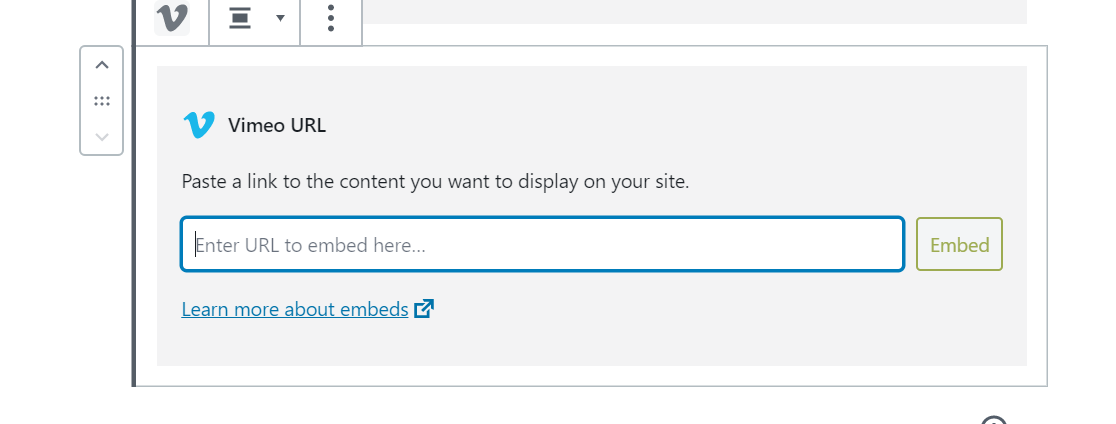 Vimeo URL
Paste a link to the content you want to display on your site.
Enter URL to embed here...
Embed
Learn more about embeds